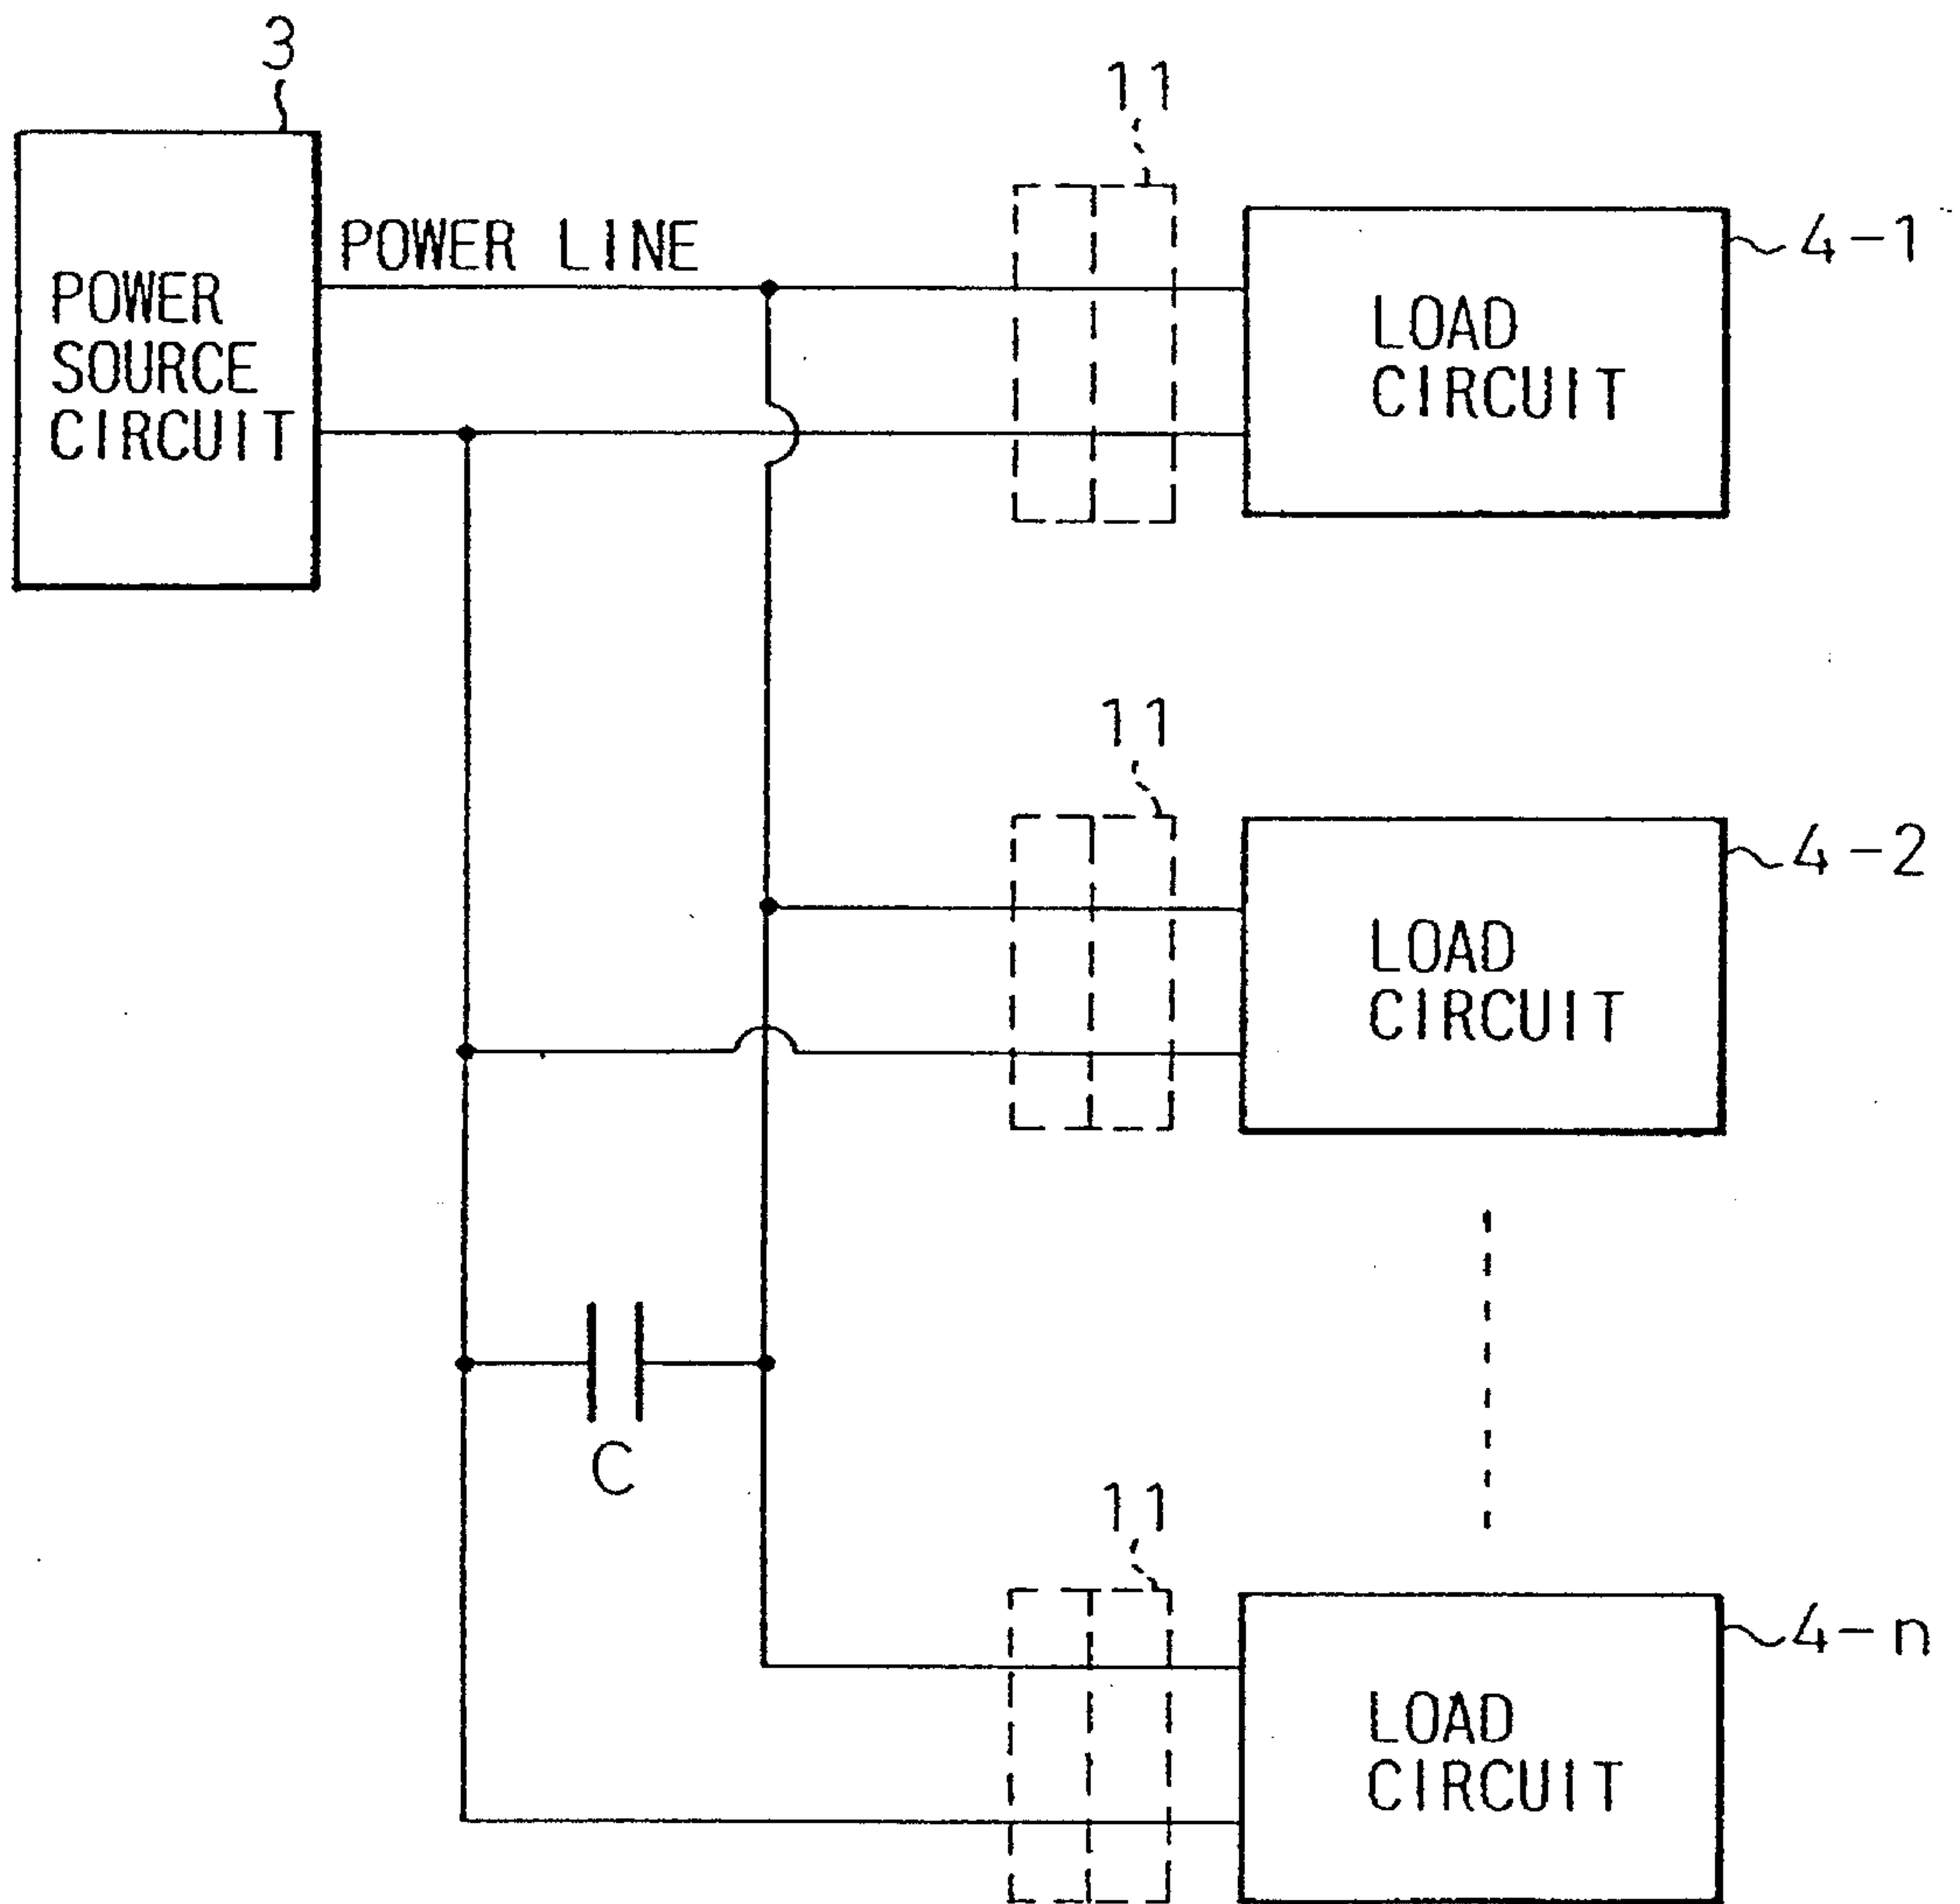 3
11
POWER LINE
4-1
POWER
SOURCE
CIRCUIT
LOAD
CIRCUIT
11
4-2
LOAD
CIRCUIT
C
11
4-n
LOAD
CIRCUIT